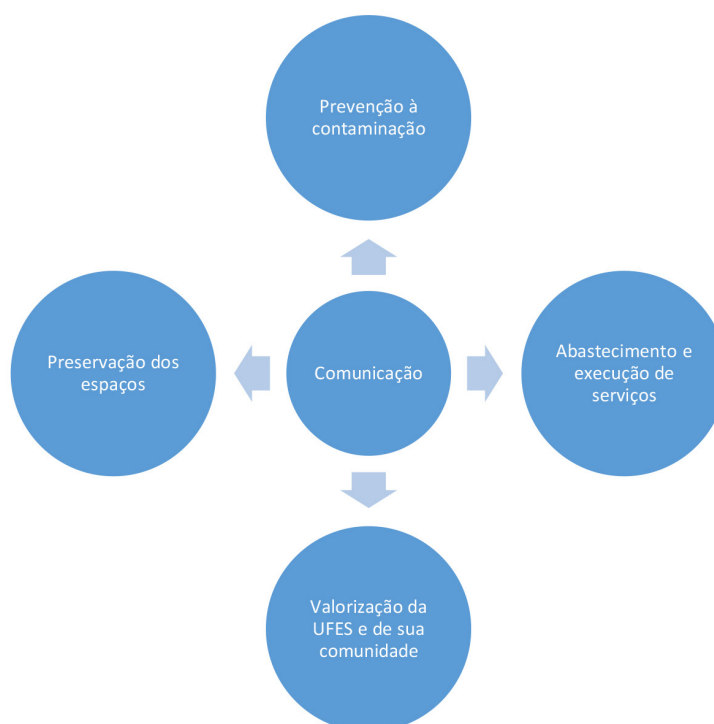 Prevenção à
contaminação
Preservação dos
espaços
Comunicação
Abastecimento e
execução de
serviços
Valorização da
UFES e de sua
comunidade